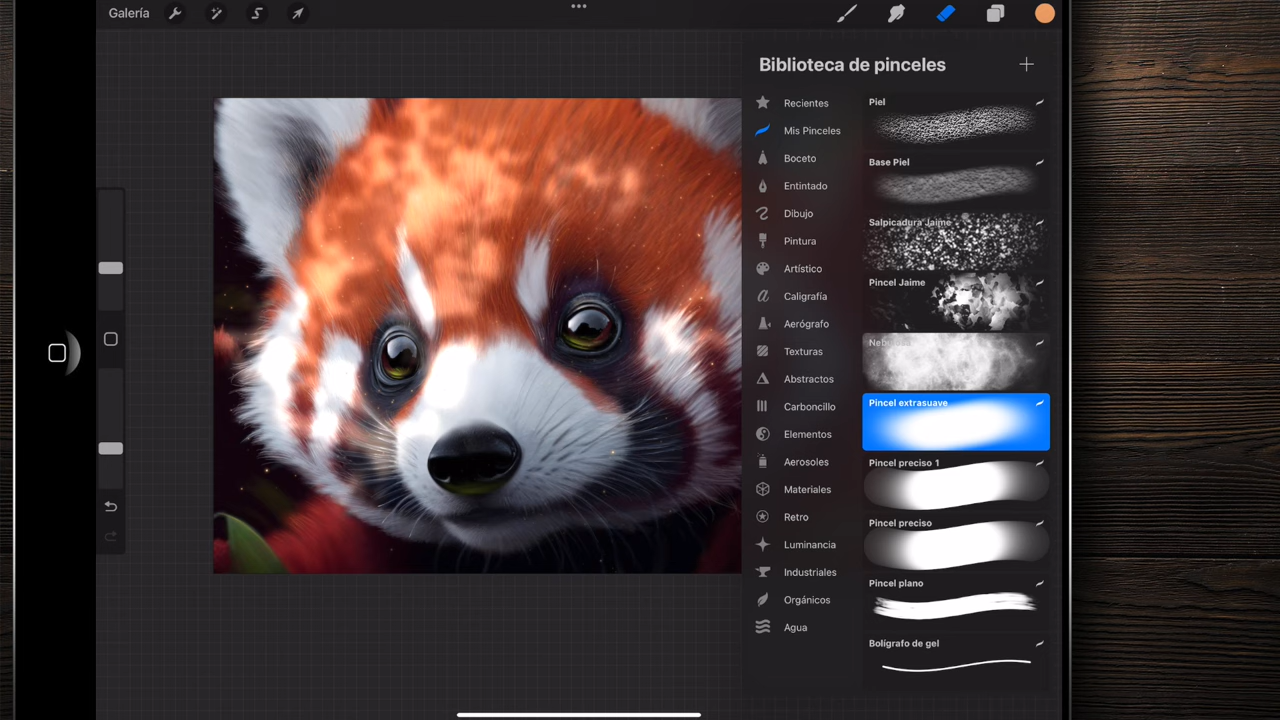 Galería
Biblioteca de pinceles
Recientes
Mis Pinceles
Boceto
Entintado
Dibujo
Pintura
Artístico
Caligrafía
Aerógrafo
Texturas
Abstractos
Carboncillo
Elementos
Aerosoles
Materiales
Retro
Luminancia
Industriales
Orgánicos
Agua
Piel
Base Piel
Salpicadura Jaime
Pincel Jaime
Pincel extrasuave
Pincel preciso 1
Pincel preciso
Pincel plano
Bolígrafo de gel